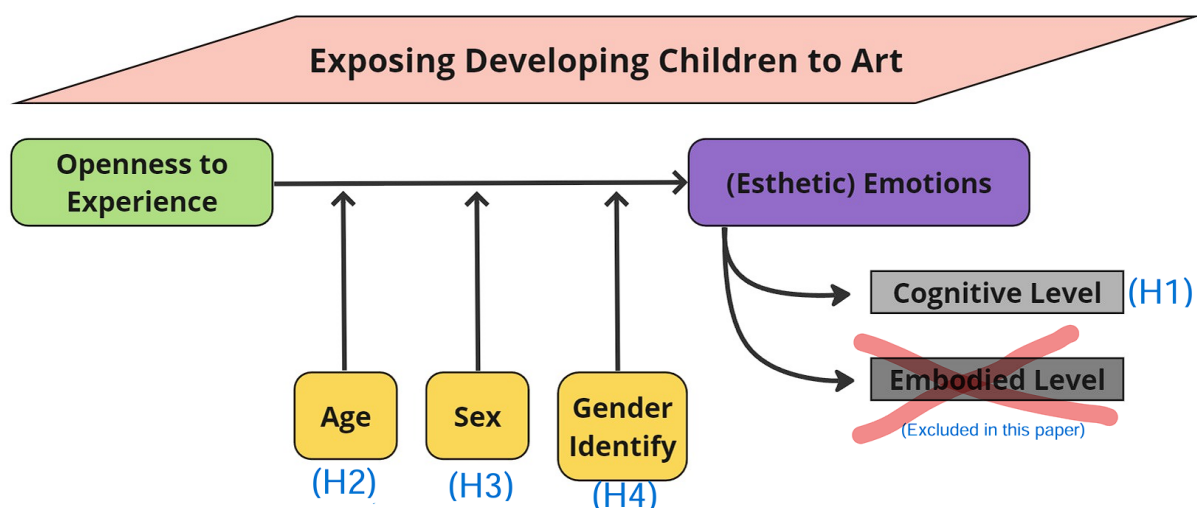 Exposing Developing Children to Art
Openness to
Experience
(Esthetic) Emotions
Cognitive Level
(H1)
Embodied Level
(Excluded in this paper)
Age
(H2)
Sex
(H3)
Gender
Identify
(H4)